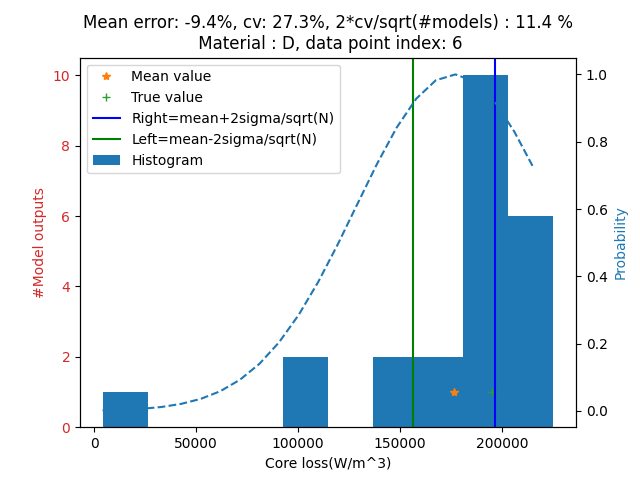 Mean error: -9.4%, cv: 27.3%, 2*cv/sqrt(#models) : 11.4 %
Material : D, data point index: 6
Mean value
True value
Right=mean+2sigma/sqrt(N)
Left=mean-2sigma/sqrt(N)
Histogram
#Model outputs
10
8
6
4
2
0
Probability
1.0
0.8
0.6
0.4
0.2
0.0
0
50000
100000
150000
200000
Core loss(W/m^3)